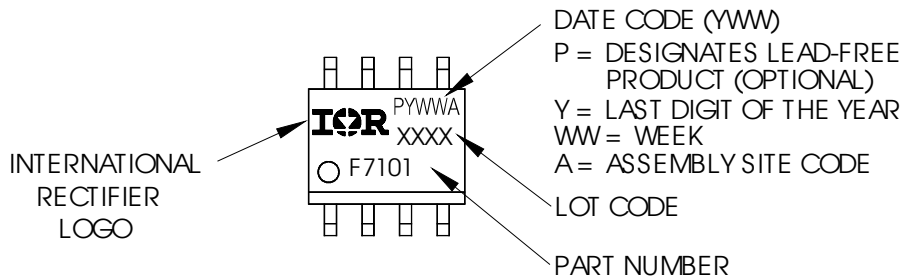 DATE CODE (YWW)
P = DESIGNATES LEAD-FREE
PRODUCT (OPTIONAL)
Y = LAST DIGIT OF THE YEAR
WW = WEEK
A = ASSEMBLY SITE CODE
LOT CODE
PART NUMBER
INTERNATIONAL
RECTIFIER
LOGO
PYWWA
IOR
XXXX
F7101